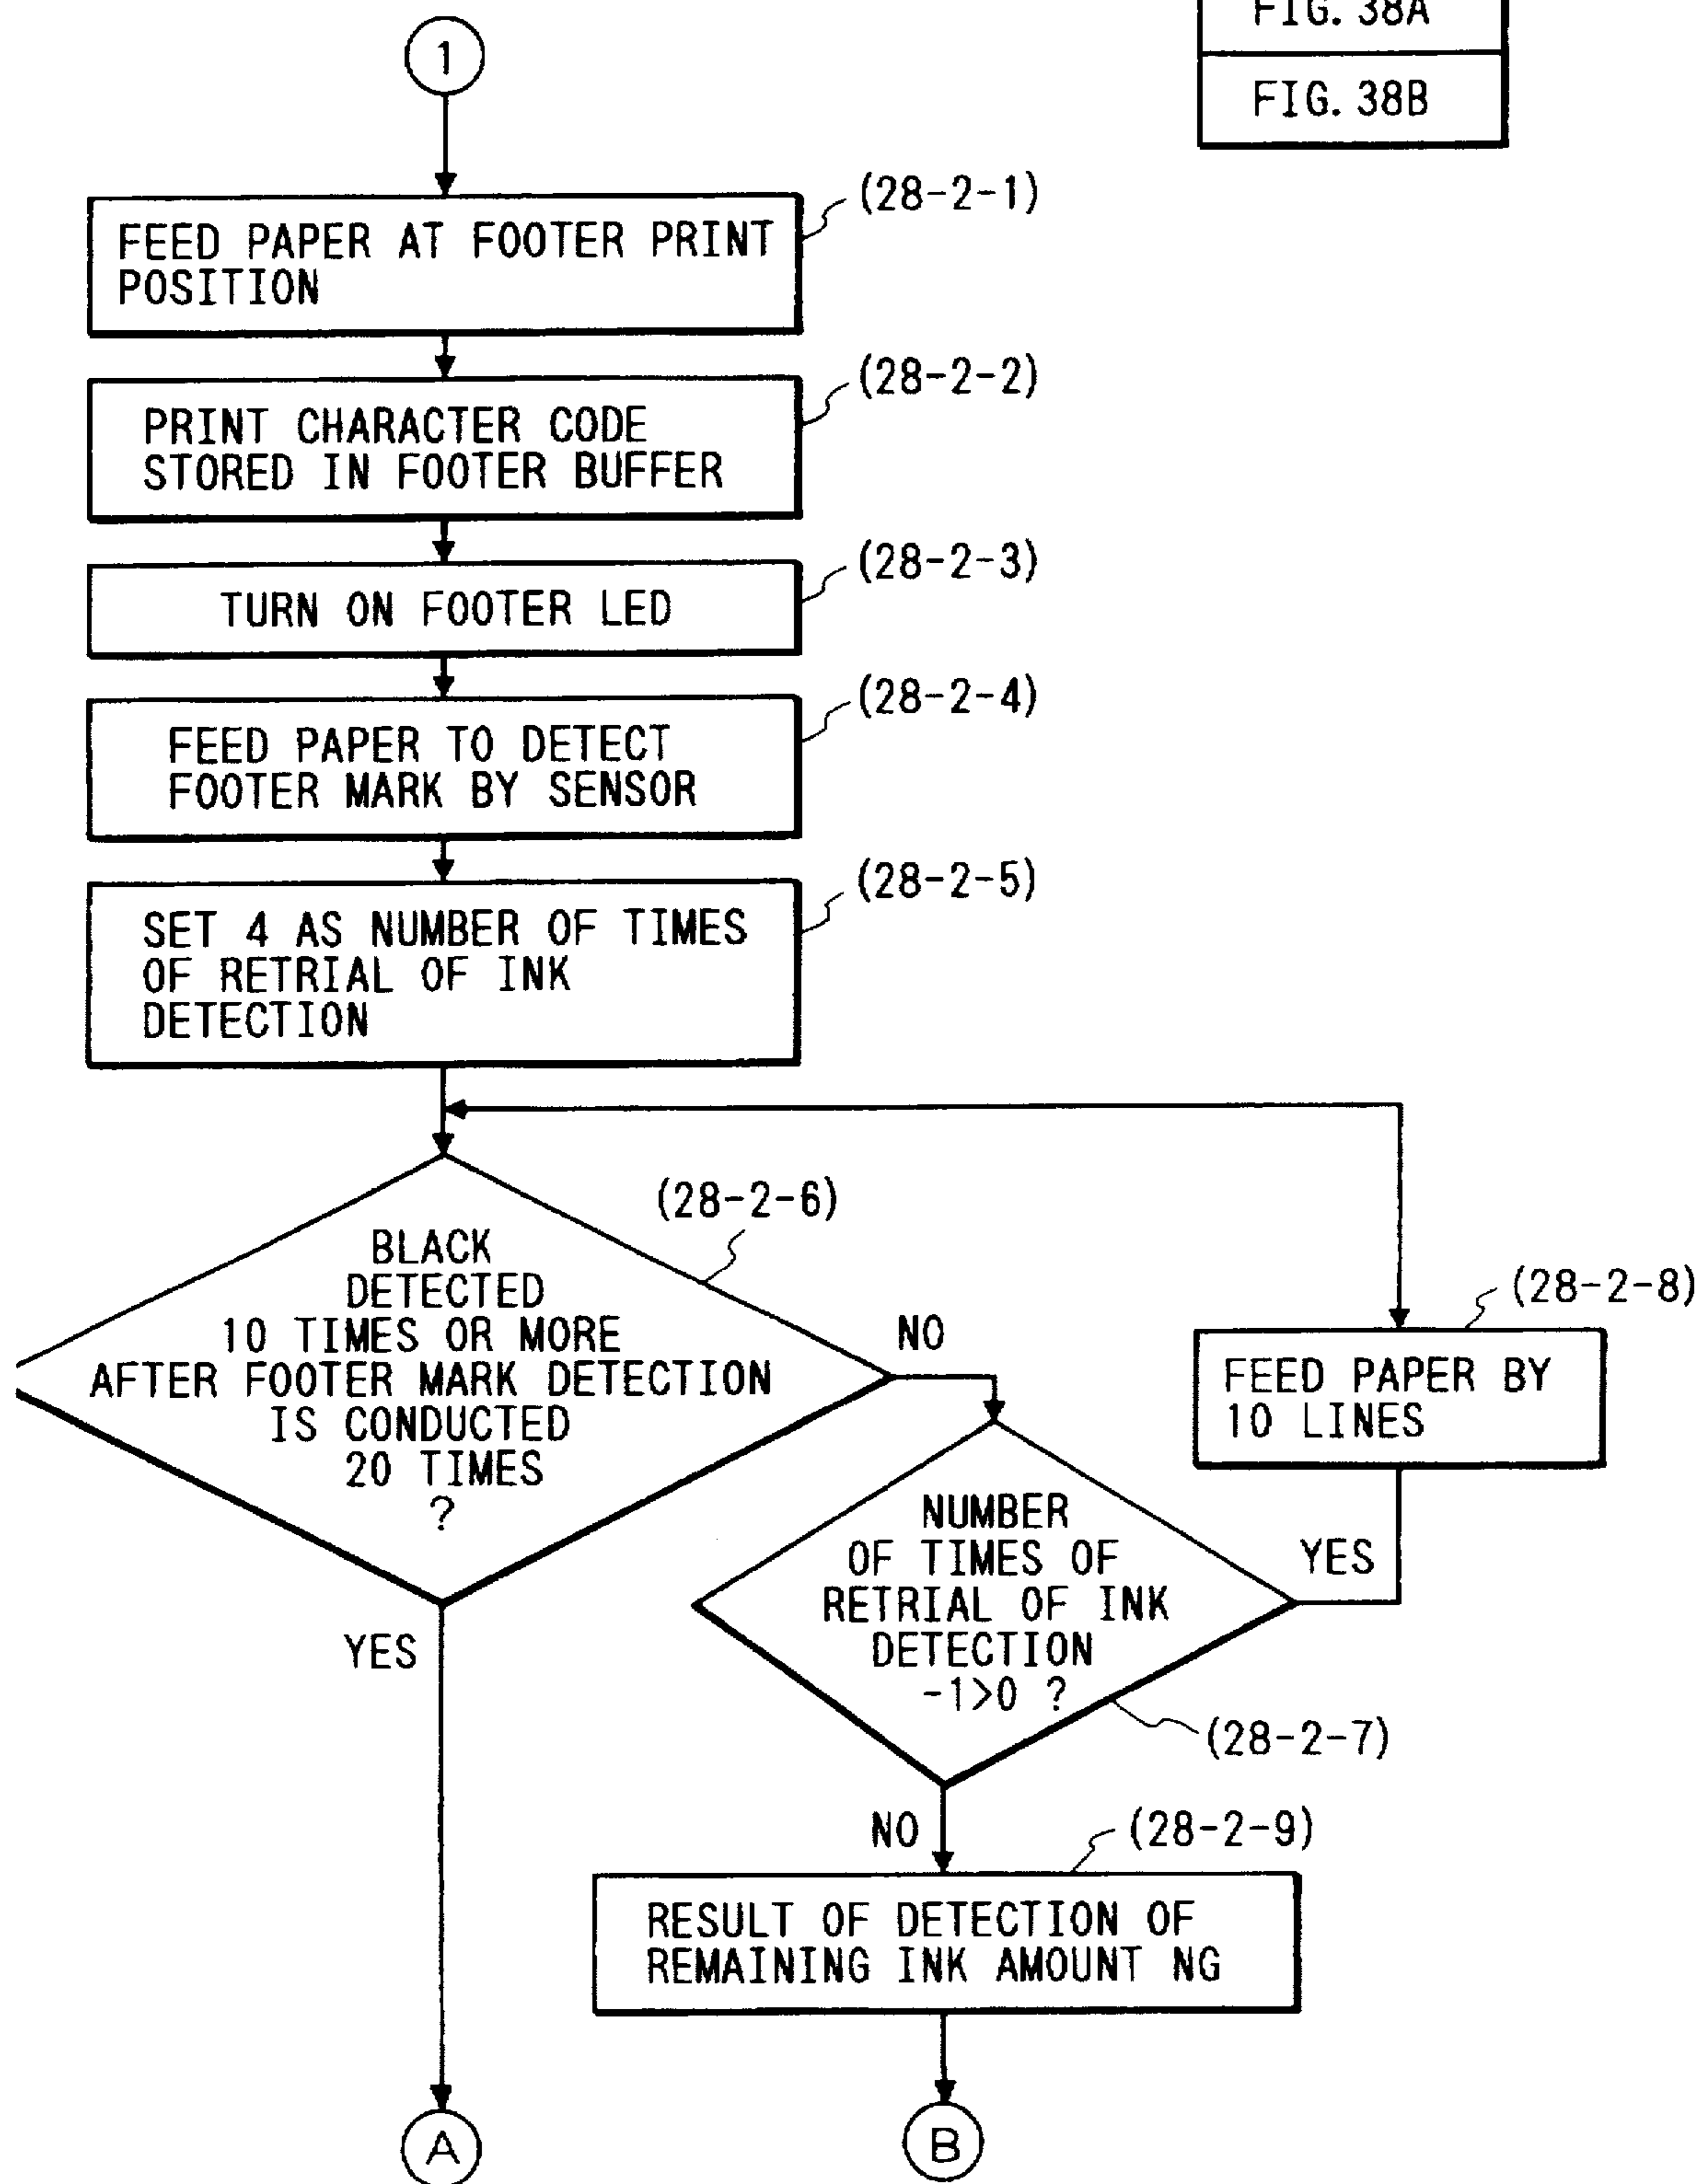 FIG. 38A
FIG. 38B
1
(28-2-1)
FEED PAPER AT FOOTER PRINT
POSITION
(28-2-2)
PRINT CHARACTER CODE
STORED IN FOOTER BUFFER
(28-2-3)
TURN ON FOOTER LED
(28-2-4)
FEED PAPER TO DETECT
FOOTER MARK BY SENSOR
(28-2-5)
SET 4 AS NUMBER OF TIMES
OF RETRIAL OF INK
DETECTION
(28-2-6)
BLACK
DETECTED
10 TIMES OR MORE
AFTER FOOTER MARK DETECTION
IS CONDUCTED
20 TIMES
?
NO
YES
(28-2-8)
FEED PAPER BY
10 LINES
NUMBER
OF TIMES OF
RETRIAL OF INK
DETECTION
-1>0 ?
YES
(28-2-7)
NO
(28-2-9)
RESULT OF DETECTION OF
REMAINING INK AMOUNT NG
A
B